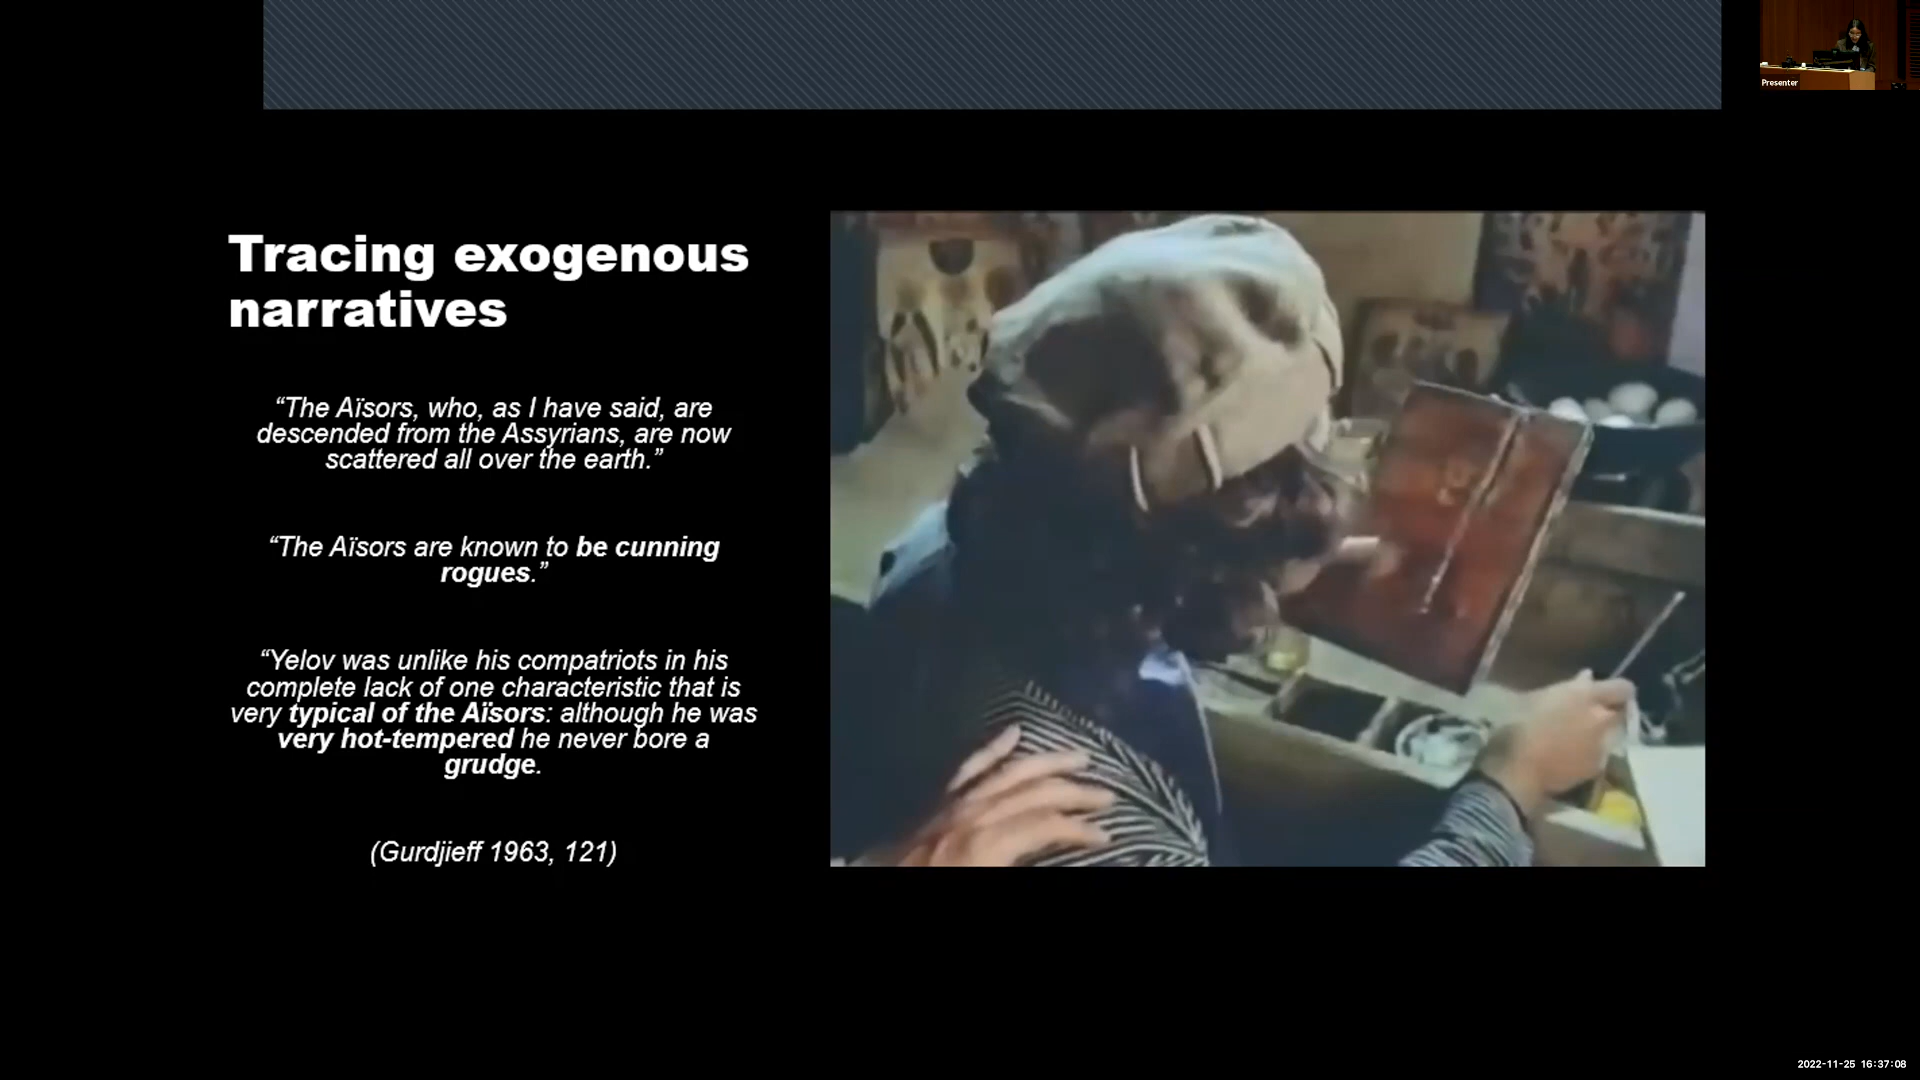 Presenter
Tracing exogenous
narratives
“The Aïsors, who, as I have said, are
descended from the Assyrians, are now
scattered all over the earth.”
“The Aïsors are known to be cunning
rogues.”
“Yelov was unlike his compatriots in his
complete lack of one characteristic that is
very typical of the Aïsors: although he was
very hot-tempered he never bore a
grudge.
(Gurdjieff 1963, 121)
2022-11-25 16:37:08